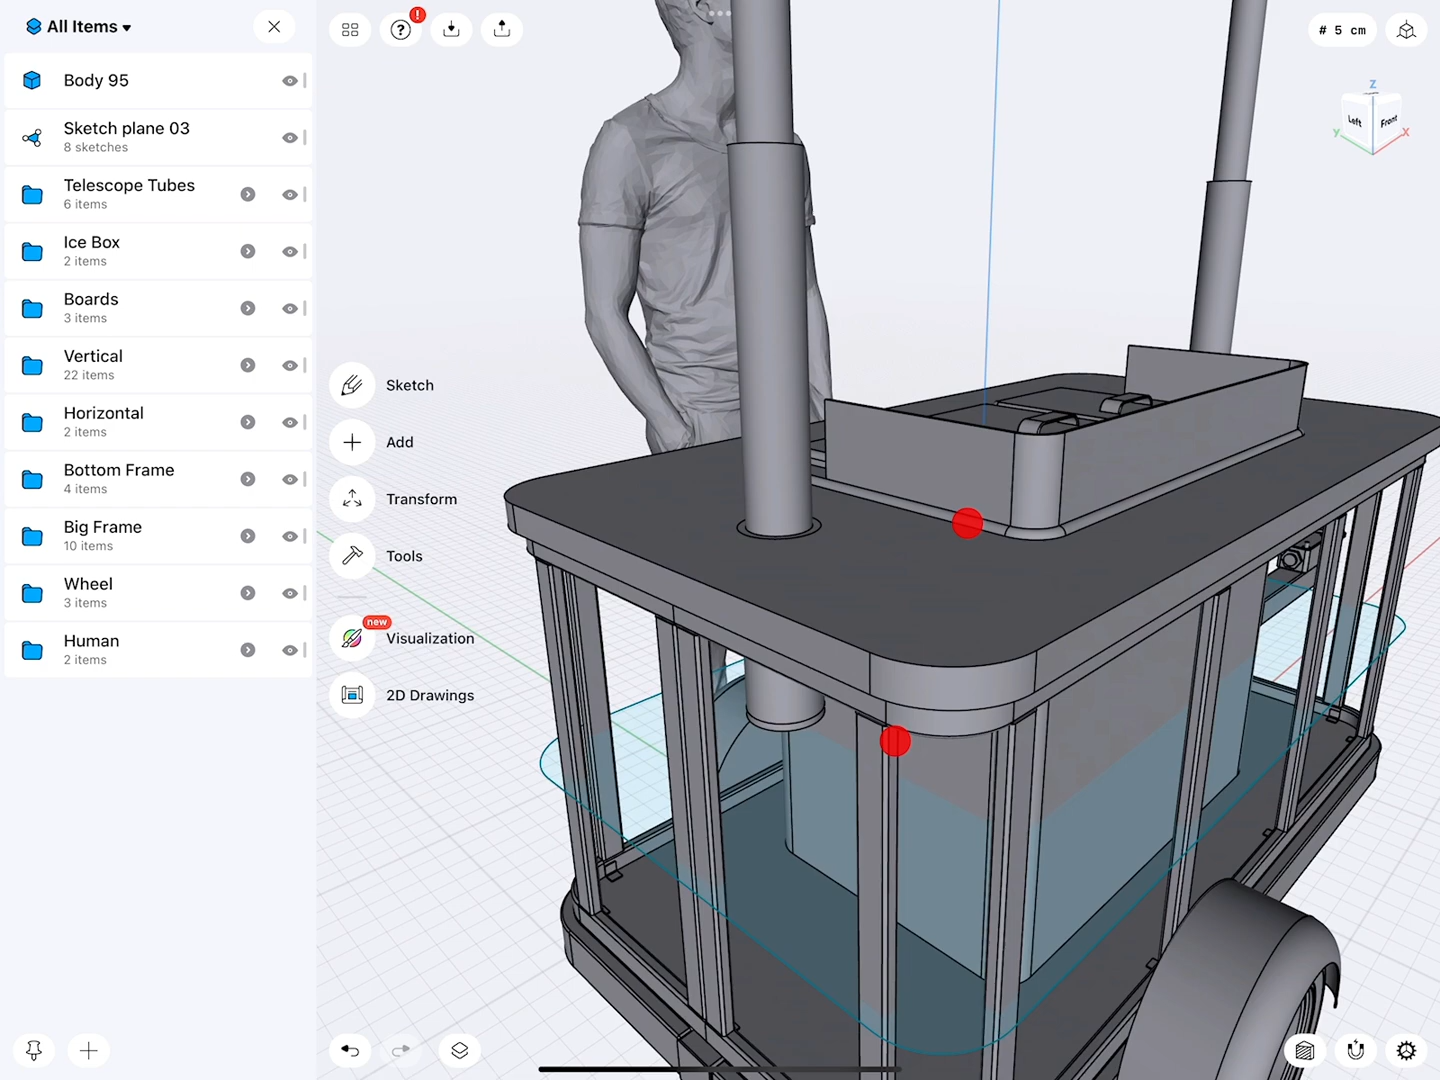 All Items
Body 95
Sketch plane 03
8 sketches
Telescope Tubes
6 items
Ice Box
2 items
Boards
3 items
Vertical
22 items
Horizontal
2 items
Bottom Frame
4 items
Big Frame
10 items
Wheel
3 items
Human
2 items
Sketch
Add
Transform
Tools
new
Visualization
2D Drawings
# 5 cm
Z
Left
Front
Y
X